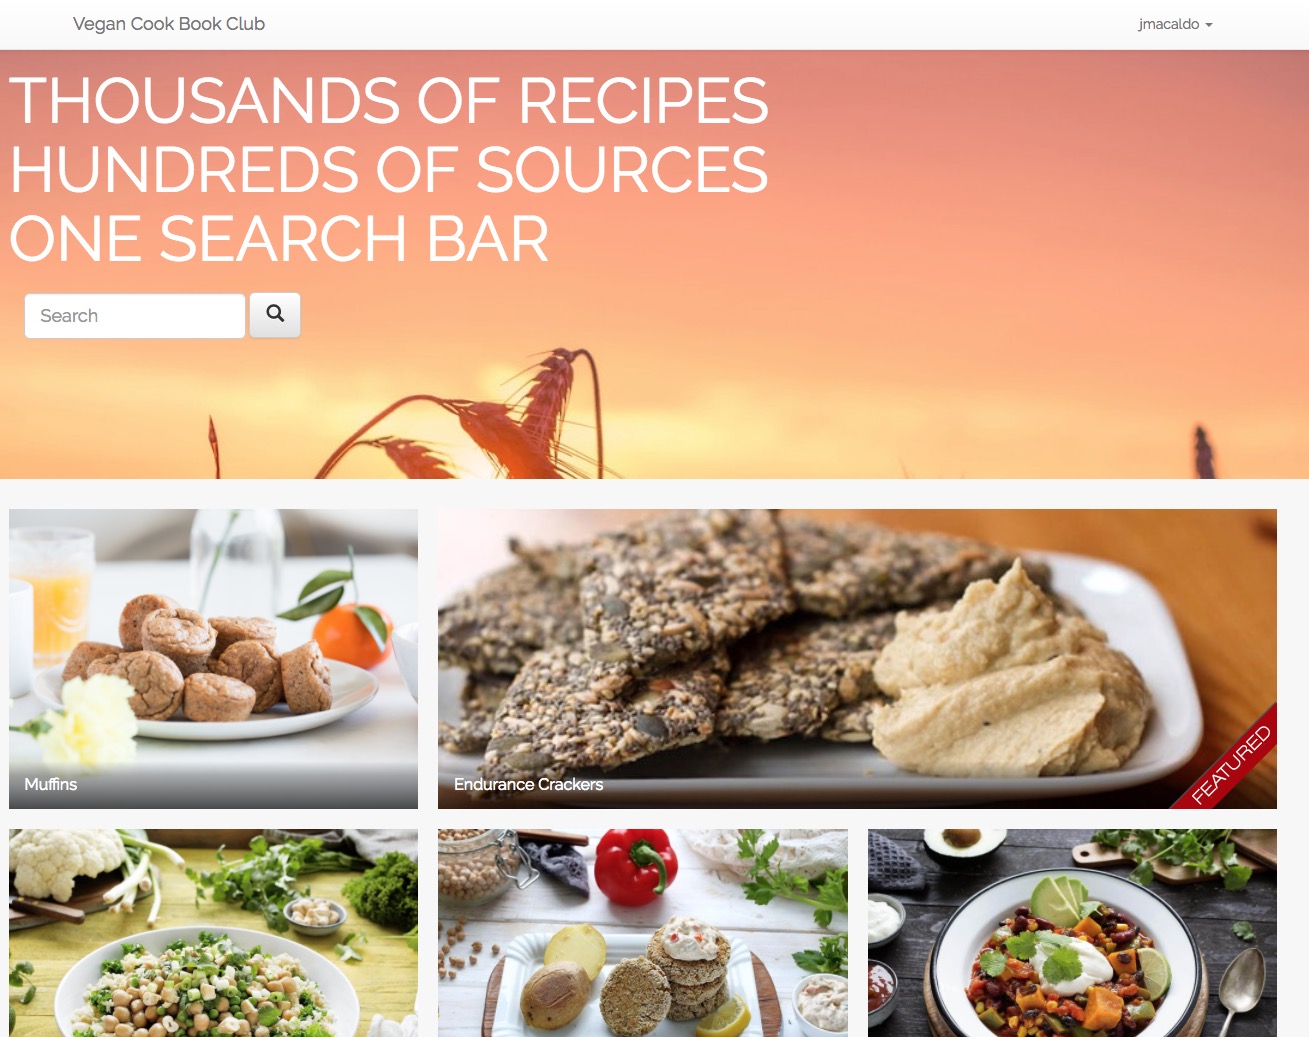 Vegan Cook Book Club
jmacaldo
THOUSANDS OF RECIPES
HUNDREDS OF SOURCES
ONE SEARCH BAR
Search
Muffins
Endurance Crackers
FEATURED